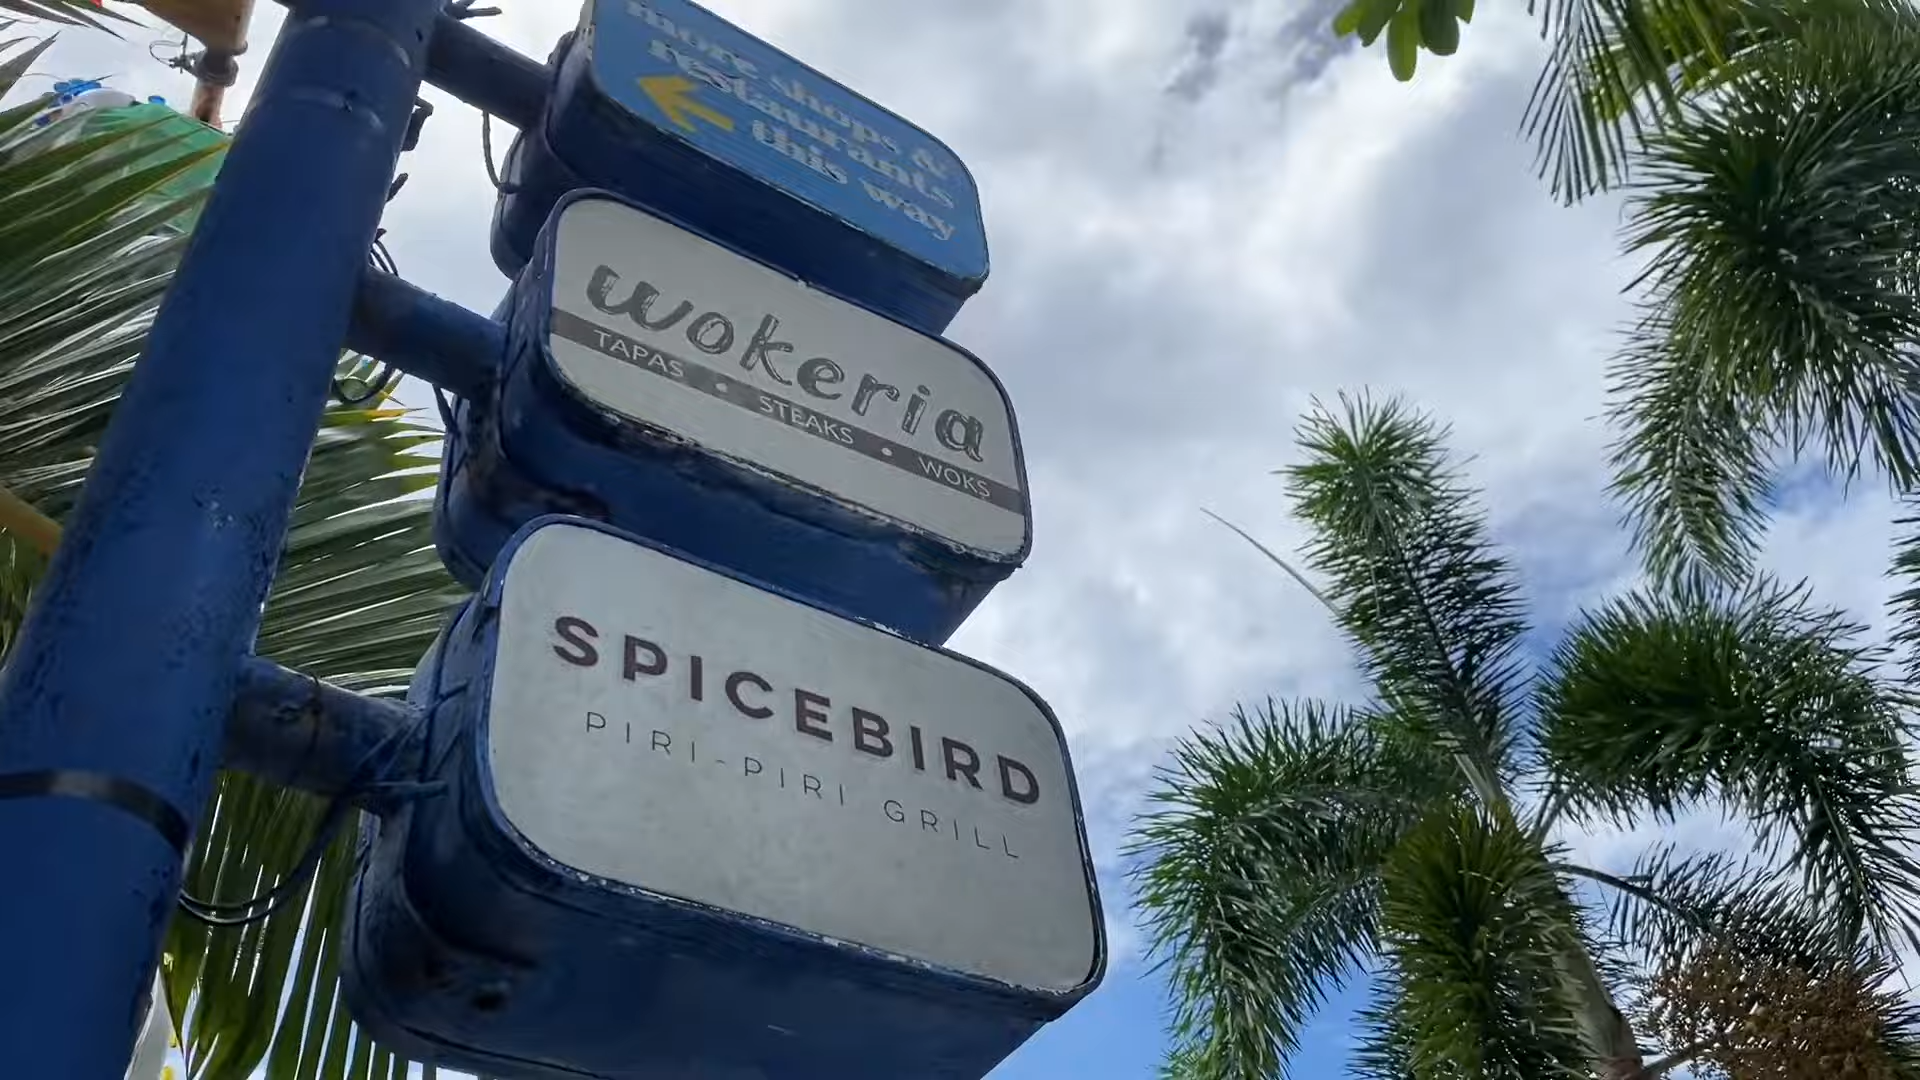 more shops &
restaurants
this way
wokeria
TAPAS • STEAKS • WOKS
SPICEBIRD
PIRI-PIRI GRILL